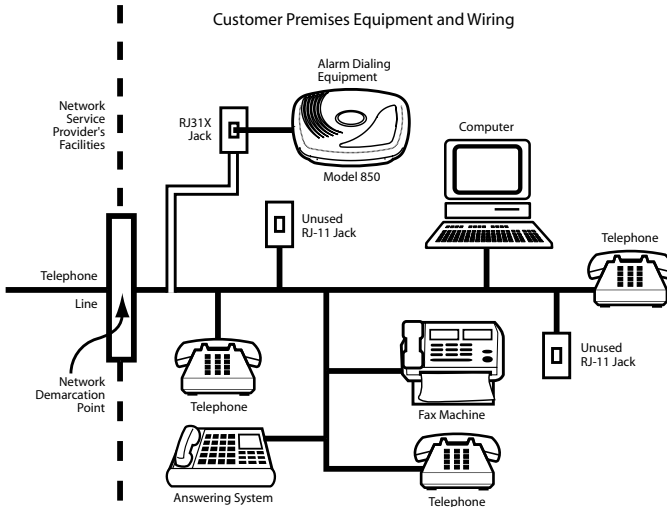 Customer Premises Equipment and Wiring
Network
Service
Provider's
Facilities
RJ31X
Jack
Alarm Dialing
Equipment
Model 850
Computer
Unused
RJ-11 Jack
Telephone
Telephone
Line
Network
Demarcation
Point
Telephone
Fax Machine
Unused
RJ-11 Jack
Answering System
Telephone